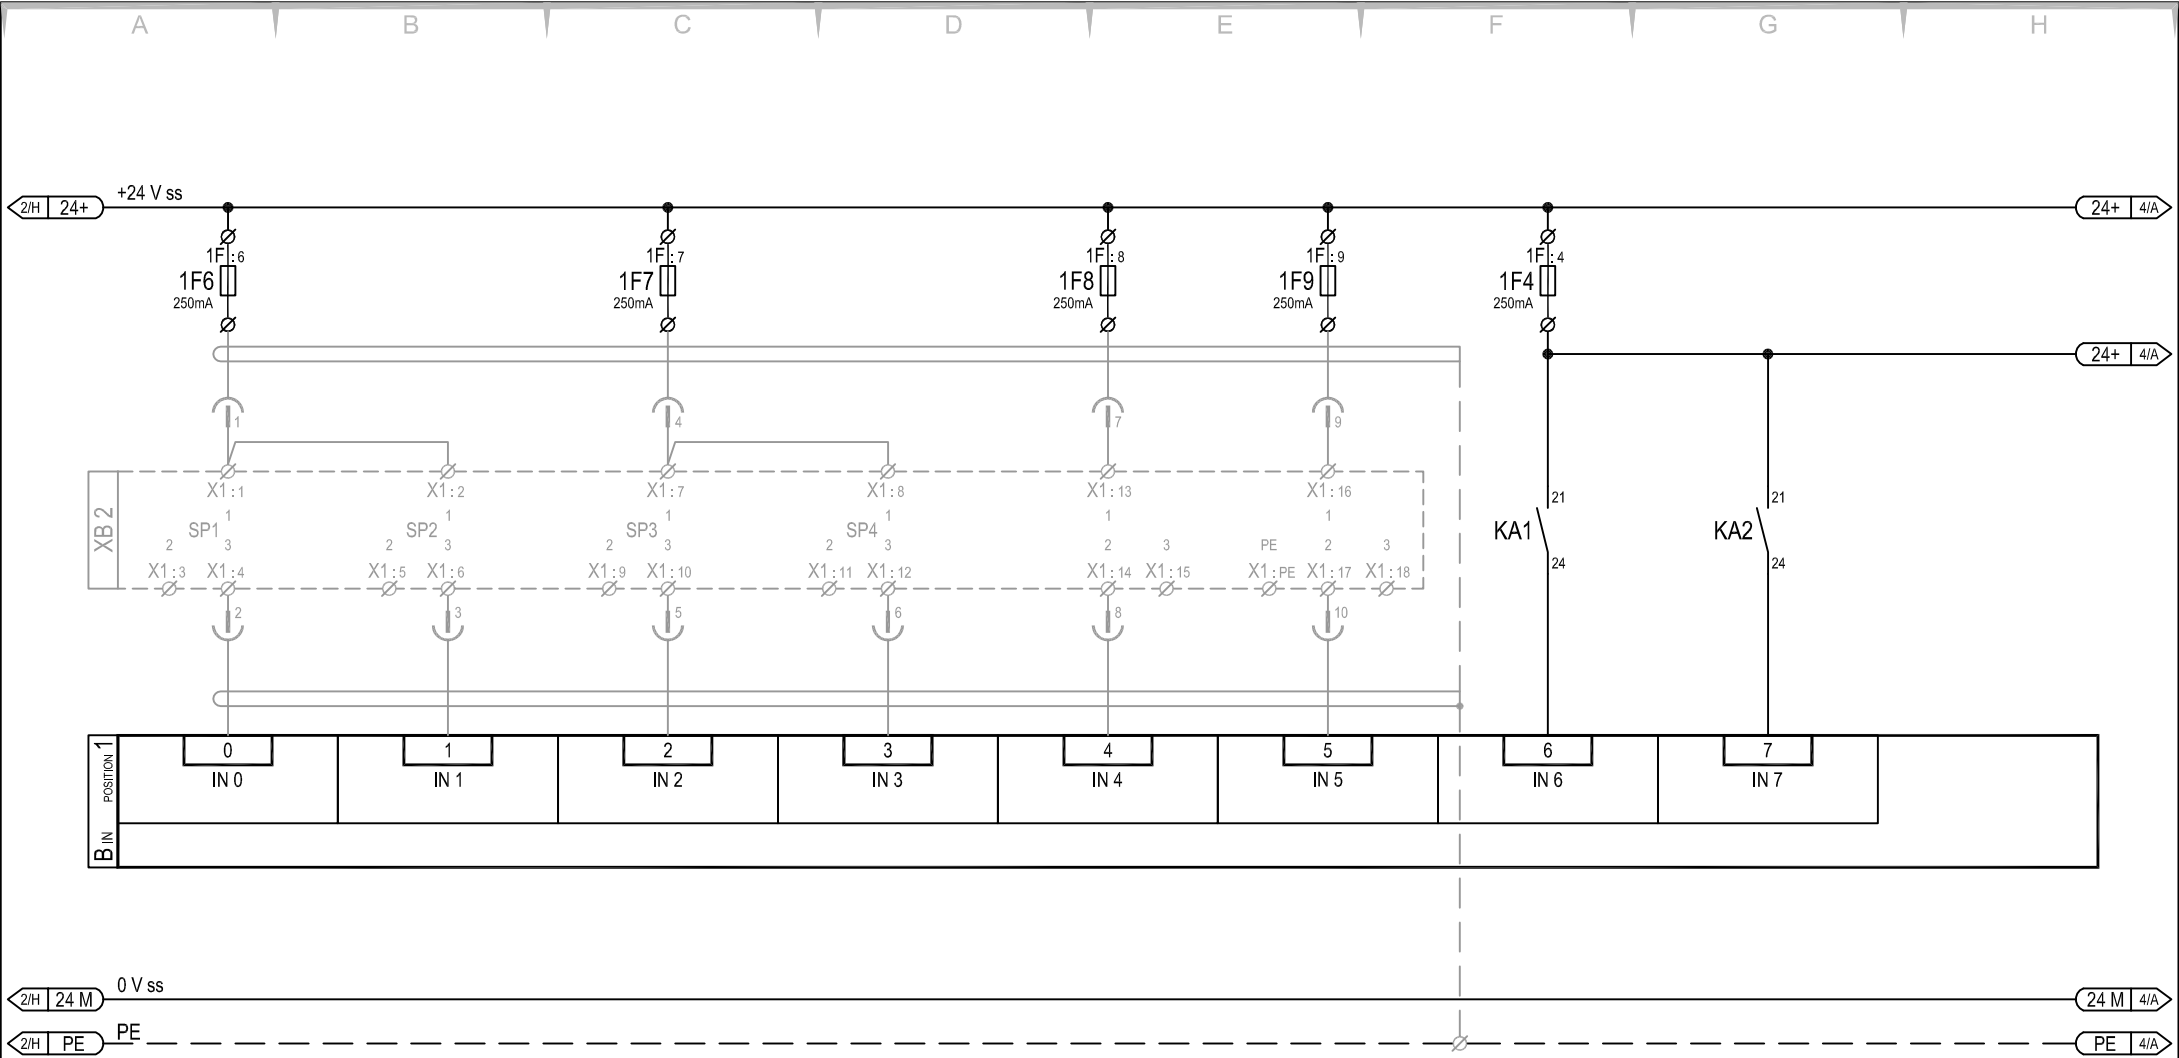 A B C D E F G H
+24 V ss
2/H 24+ 24+ 4/A
1F:6 1F:7 1F:8 1F:9 1F:4
1F6 1F7 1F8 1F9 1F4
250mA 250mA 250mA 250mA 250mA
24+ 4/A
1 4 7 9
X1:1 X1:2 X1:7 X1:8 X1:13 X1:16
21 21
1 1 1 1 1 1
XB 2
SP1 SP2 SP3 SP4 KA1 KA2
2 3 2 3 2 3 2 3 2 3 PE 2 3
24 24
X1:3 X1:4 X1:5 X1:6 X1:9 X1:10 X1:11 X1:12 X1:14 X1:15 X1:PE X1:17 X1:18
2 3 5 6 8 10
B IN POSITION 1
0 1 2 3 4 5 6 7
IN 0 IN 1 IN 2 IN 3 IN 4 IN 5 IN 6 IN 7
0 V ss
2/H 24 M 24 M 4/A
PE
2/H PE PE 4/A